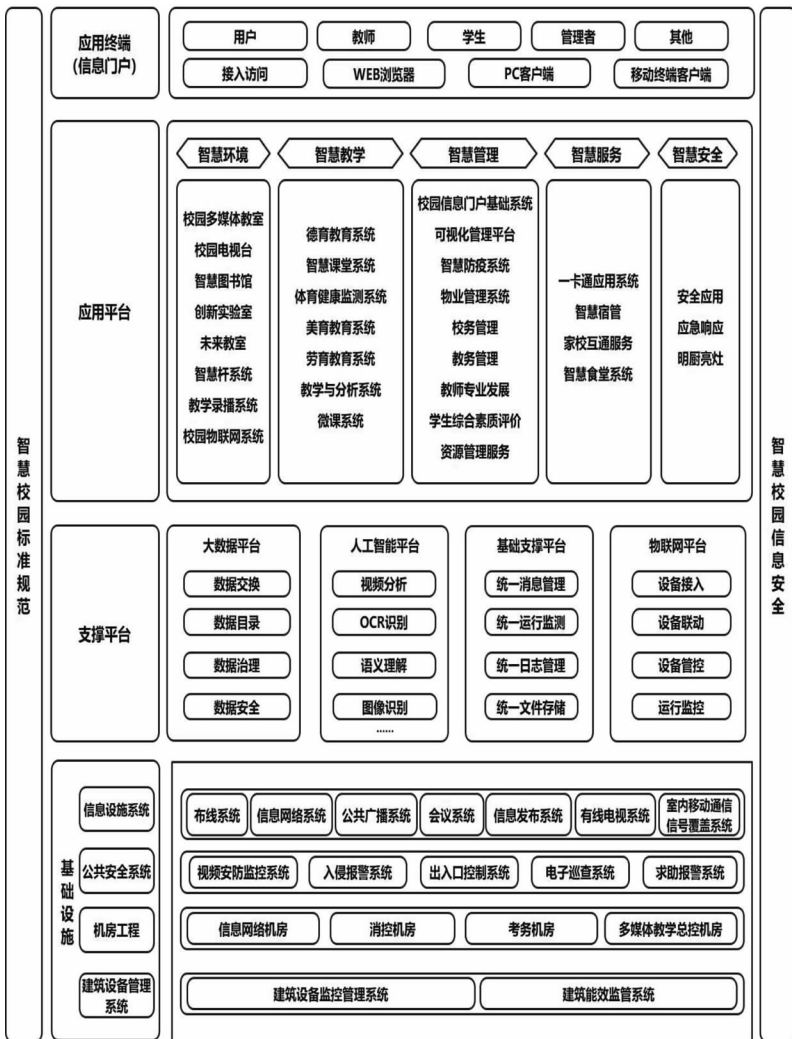 智慧校园标准规范
应用终端
(信息门户)
用户
教师
学生
管理者
其他
接入访问
WEB浏览器
PC客户端
移动终端客户端
应用平台
智慧环境
校园多媒体教室
校园电视台
智慧图书馆
创新实验室
未来教室
智慧杆系统
教学录播系统
校园物联网系统
智慧教学
德育教育系统
智慧课堂系统
体育健康监测系统
美育教育系统
劳育教育系统
教学与分析系统
微课系统
智慧管理
校园信息门户基础系统
可视化管理平台
智慧防疫系统
物业管理系统
校务管理
教务管理
教师专业发展
学生综合素质评价
资源管理服务
智慧服务
一卡通应用系统
智慧宿管
家校互通服务
智慧食堂系统
智慧安全
安全应用
应急响应
明厨亮灶
支撑平台
大数据平台
数据交换
数据目录
数据治理
数据安全
人工智能平台
视频分析
OCR识别
语义理解
图像识别
......
基础支撑平台
统一消息管理
统一运行监测
统一日志管理
统一文件存储
物联网平台
设备接入
设备联动
设备管控
运行监控
基础设施
信息设施系统
布线系统
信息网络系统
公共广播系统
会议系统
信息发布系统
有线电视系统
室内移动通信
信号覆盖系统
公共安全系统
视频安防监控系统
入侵报警系统
出入口控制系统
电子巡查系统
求助报警系统
机房工程
信息网络机房
消控机房
考务机房
多媒体教学总控机房
建筑设备管理
系统
建筑设备监控管理系统
建筑能效监管系统
智慧校园信息安全